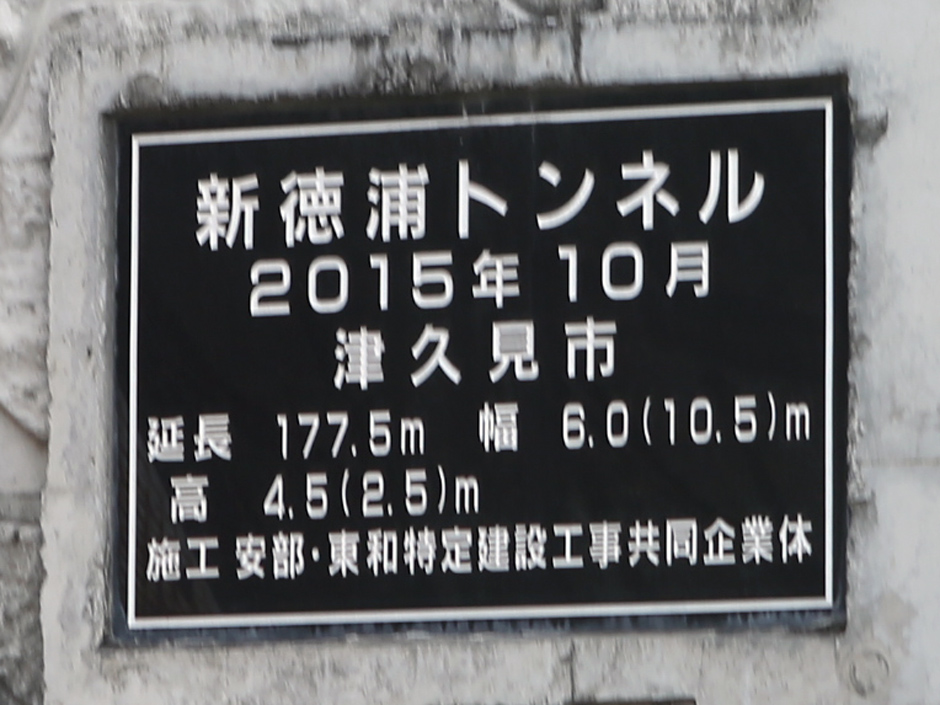 新徳浦トンネル
2015年 10月
津久見市
延長 177.5m 幅 6.0(10.5)m
高 4.5(2.5)m
施工 安部・東和特定建設工事共同企業体